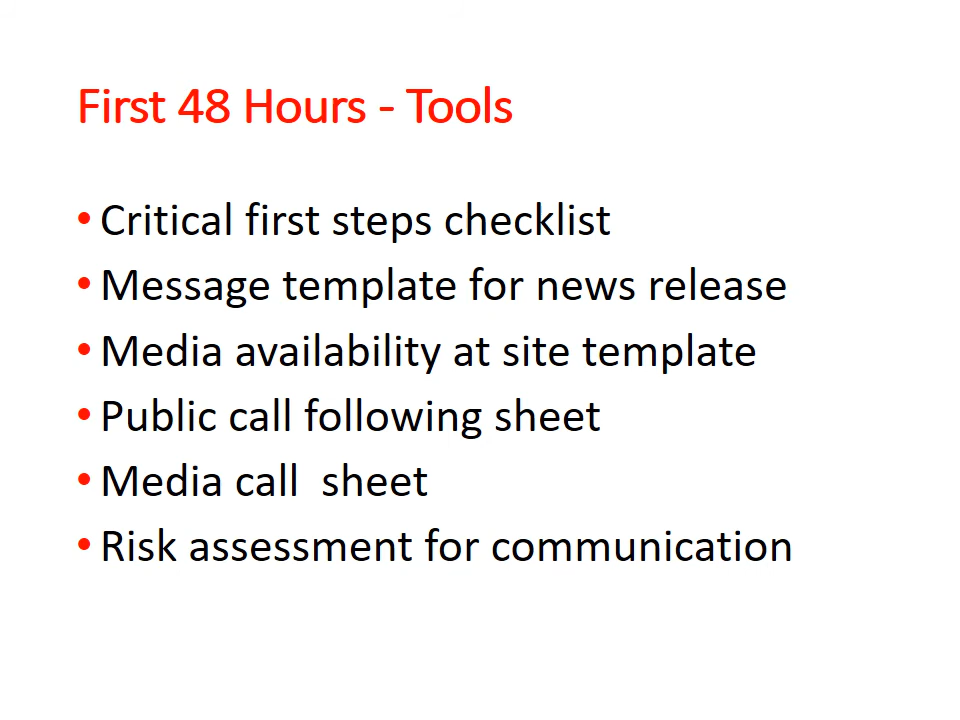 First 48 Hours - Tools
• Critical first steps checklist
• Message template for news release
• Media availability at site template
• Public call following sheet
• Media call  sheet
• Risk assessment for communication